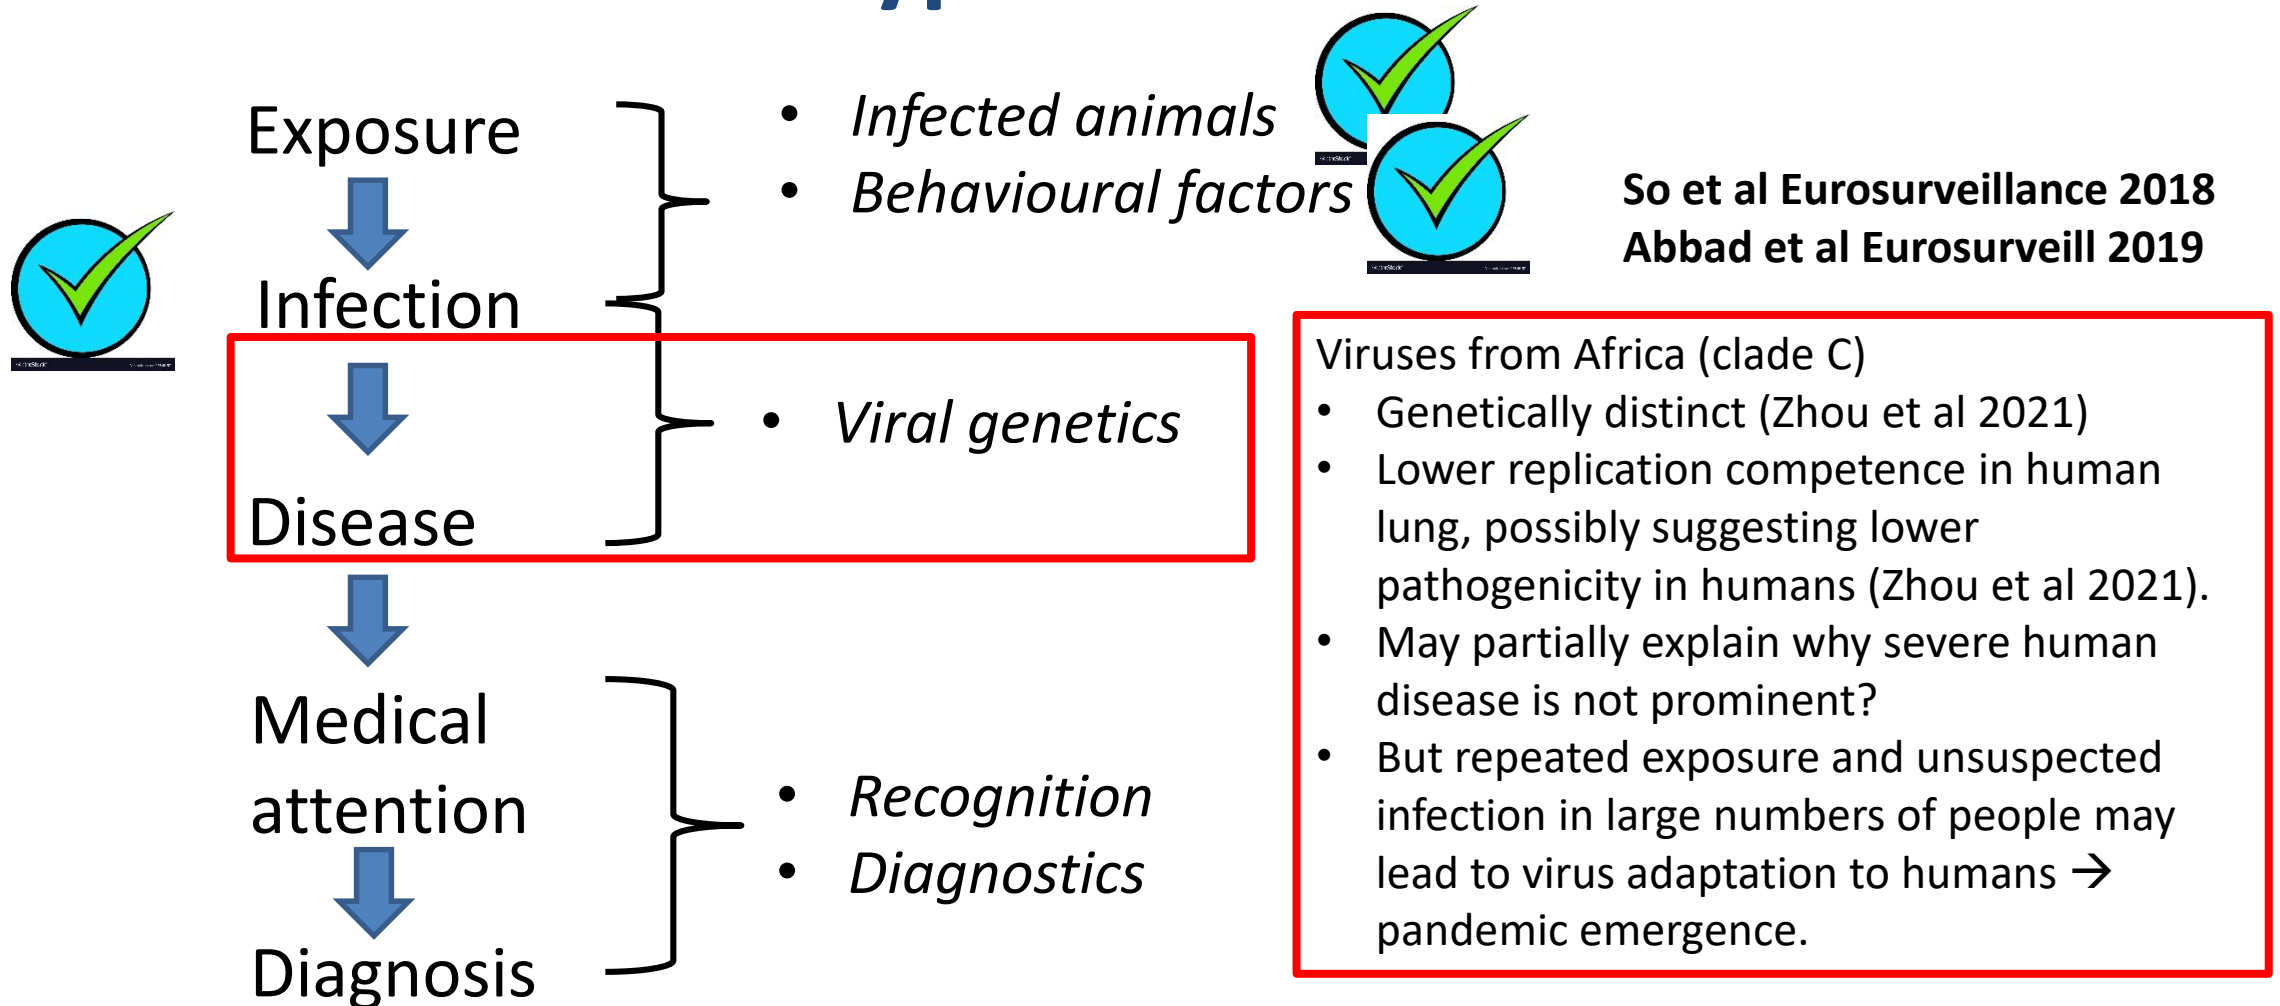 Exposure
Infection
Disease
Medical
attention
Diagnosis
• Infected animals
• Behavioural factors
• Viral genetics
• Recognition
• Diagnostics
So et al Eurosurveillance 2018
Abbad et al Eurosurveill 2019
Viruses from Africa (clade C)
• Genetically distinct (Zhou et al 2021)
• Lower replication competence in human
lung, possibly suggesting lower
pathogenicity in humans (Zhou et al 2021).
• May partially explain why severe human
disease is not prominent?
• But repeated exposure and unsuspected
infection in large numbers of people may
lead to virus adaptation to humans →
pandemic emergence.